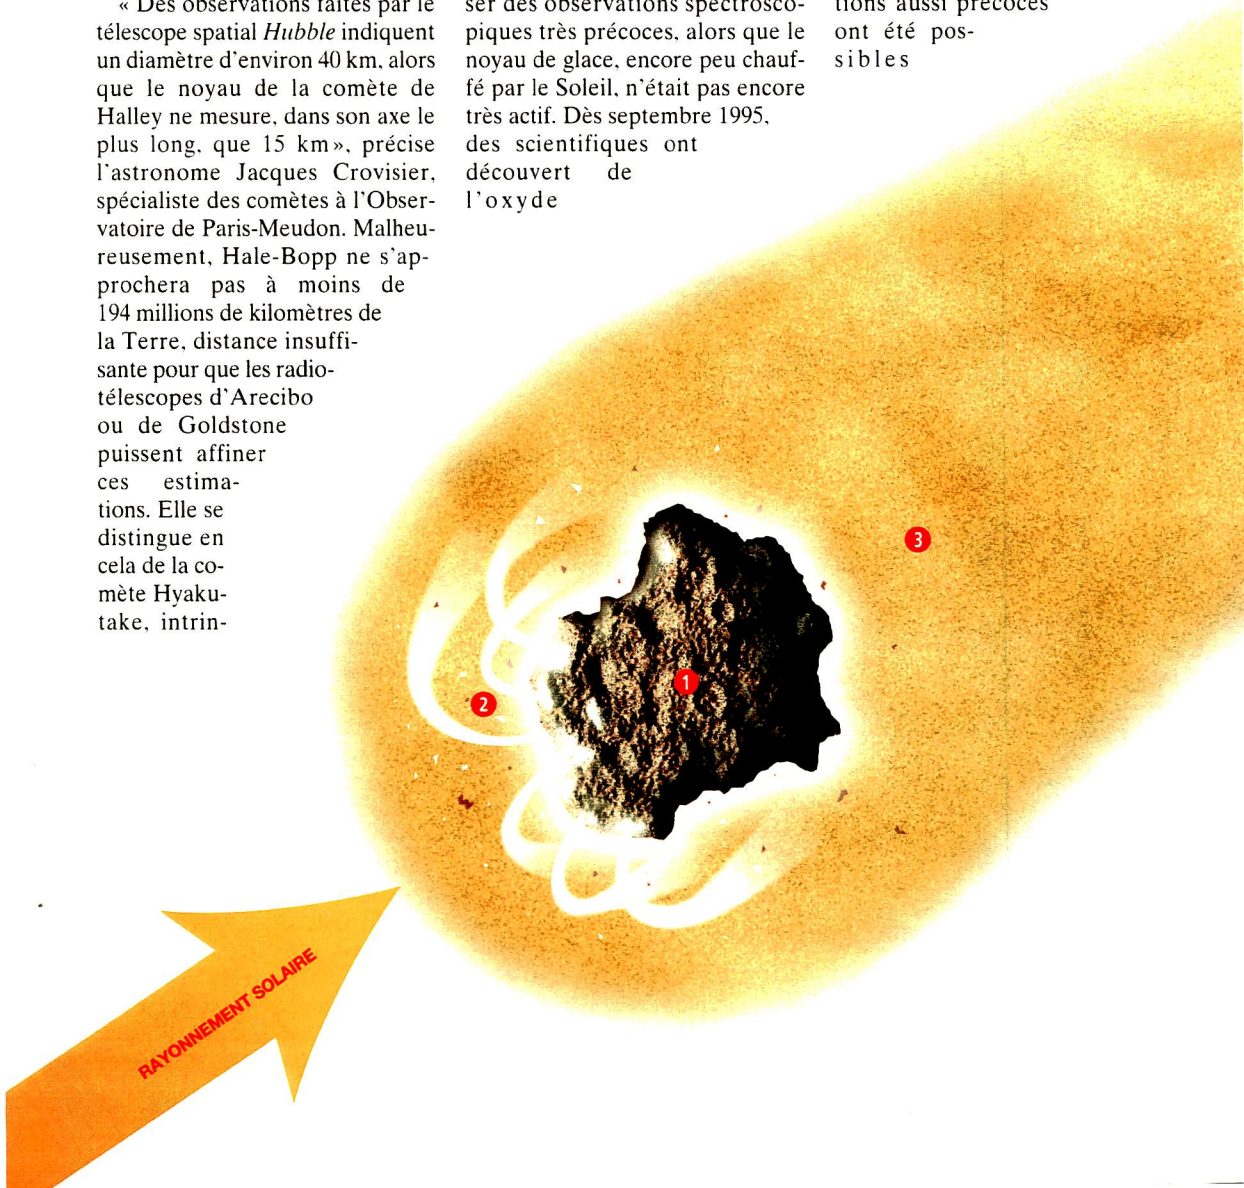 « Des observations faites par le
télescope spatial Hubble indiquent
un diamètre d'environ 40 km, alors
que le noyau de la comète de
Halley ne mesure, dans son axe le
plus long, que 15 km», précise
l'astronome Jacques Crovisier,
spécialiste des comètes à l'Obser-
vatoire de Paris-Meudon. Malheu-
reusement, Hale-Bopp ne s'ap-
prochera pas à moins de
194 millions de kilomètres de
la Terre, distance insuffi-
sante pour que les radio-
télescopes d'Arecibo
ou de Goldstone
puissent affiner
ces estima-
tions. Elle se
distingue en
cela de la co-
mète Hyaku-
take, intrin-
ser des observations spectrosco-
piques très précoces, alors que le
noyau de glace, encore peu chauf-
fé par le Soleil, n'était pas encore
très actif. Dès septembre 1995,
des scientifiques ont
découvert de
l'oxyde
tions aussi précoces
ont été pos-
sibles
3
1
2
RAYONNEMENT SOLAIRE